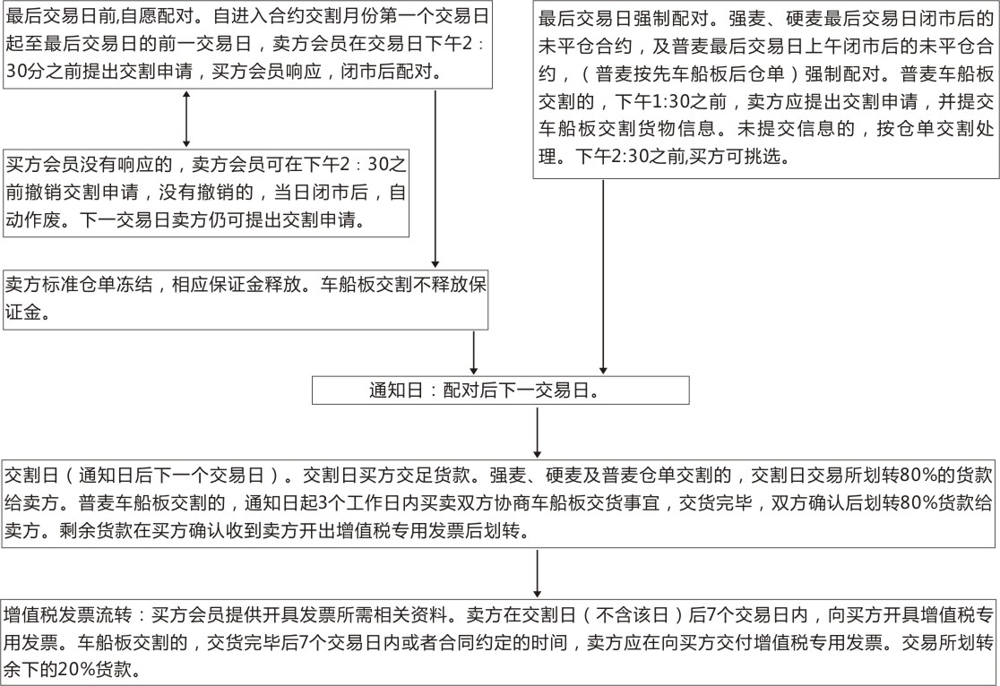 最后交易日前,自愿配对。自进入合约交割月份第一个交易日
起至最后交易日的前一交易日，卖方会员在交易日下午2：
30分之前提出交割申请，买方会员响应，闭市后配对。
买方会员没有响应的，卖方会员可在下午2：30之
前撤销交割申请，没有撤销的，当日闭市后，自
动作废。下一交易日卖方仍可提出交割申请。
卖方标准仓单冻结，相应保证金释放。车船板交割不释放保
证金。
最后交易日强制配对。强麦、硬麦最后交易日闭市后的
未平仓合约，及普麦最后交易日上午闭市后的未平仓合
约，（普麦按先车船板后仓单）强制配对。普麦车船板
交割的，下午1:30之前，卖方应提出交割申请，并提交
车船板交割货物信息。未提交信息的，按仓单交割处
理。下午2:30之前,买方可挑选。
通知日：配对后下一交易日。
交割日（通知日后下一个交易日）。交割日买方交足货款。强麦、硬麦及普麦仓单交割的，交割日交易所划转80%的货款
给卖方。普麦车船板交割的，通知日起3个工作日内买卖双方协商车船板交货事宜，交货完毕，双方确认后划转80%货款给
卖方。剩余货款在买方确认收到卖方开出增值税专用发票后划转。
增值税发票流转：买方会员提供开具发票所需相关资料。卖方在交割日（不含该日）后7个交易日内，向买方开具增值税专
用发票。车船板交割的，交货完毕后7个交易日内或者合同约定的时间，卖方应在向买方交付增值税专用发票。交易所划转
余下的20%货款。